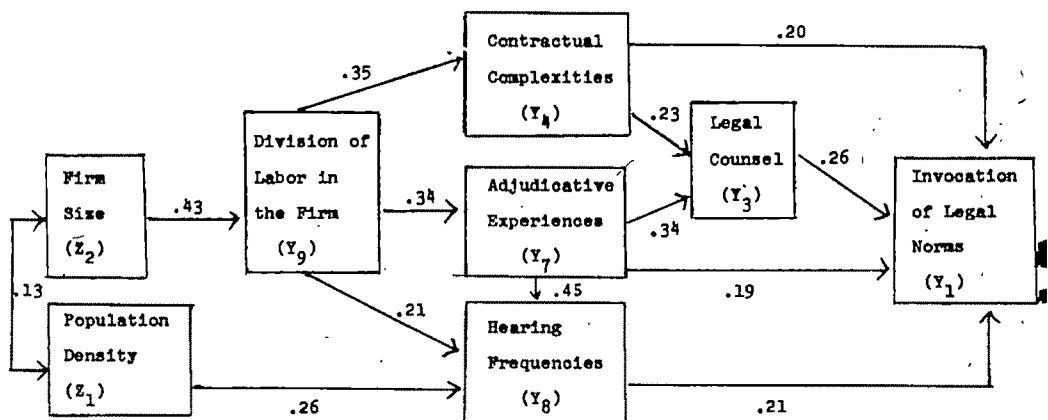 Contractual
Complexities
(Y4)
.20
.35
.23
Legal
Counsel
(Y3)
.26
Division of
Labor in
the Firm
(Y9)
Firm
Size
(Z2)
.43
.34
Adjudicative
Experiences
(Y7)
.34
Invocation
of Legal
Norms
(Y1)
.13
.45
.19
.21
Population
Density
(Z1)
Hearing
Frequencies
(Y8)
.26
.21